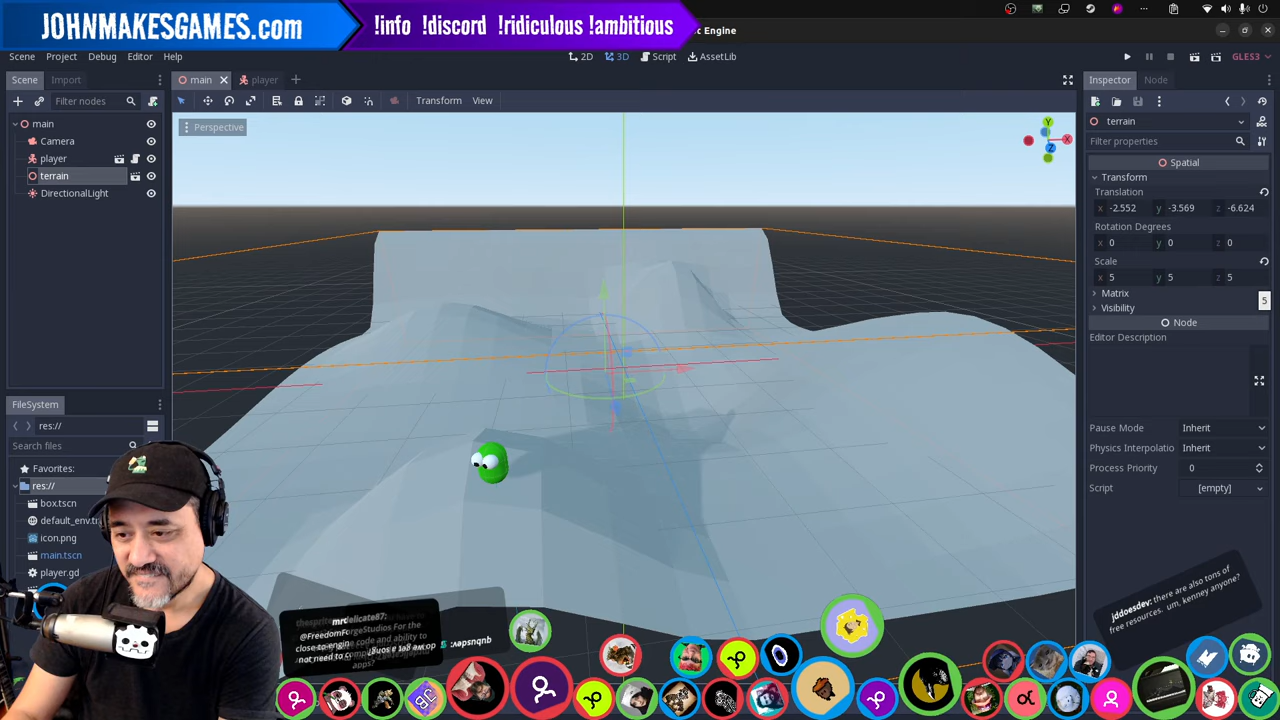 JOHNMAKESGAMES.com
!info !discord !ridiculous !ambitious
Engine
Scene Project Debug Editor Help
2D 3D Script AssetLib
GLES3
Scene Import
main player
Inspector Node
Filter nodes
Transform View
Perspective
Y
X
Z
main
Camera
player
terrain
DirectionalLight
terrain
Filter properties
Spatial
Transform
Translation
x -2.552 y -3.569 z -6.624
Rotation Degrees
x 0 y 0 z 0
Scale
x 5 y 5 z 5
Matrix
5
Visibility
Node
Editor Description
Pause Mode Inherit
Physics Interpolatio Inherit
Process Priority 0
Script [empty]
FileSystem
res://
Search files
Favorites:
res://
box.tscn
default_env.t
icon.png
main.tscn
player.gd
mrdelicate87:
jddoesdev: there are also tons of
free resources. um, kenney anyone?